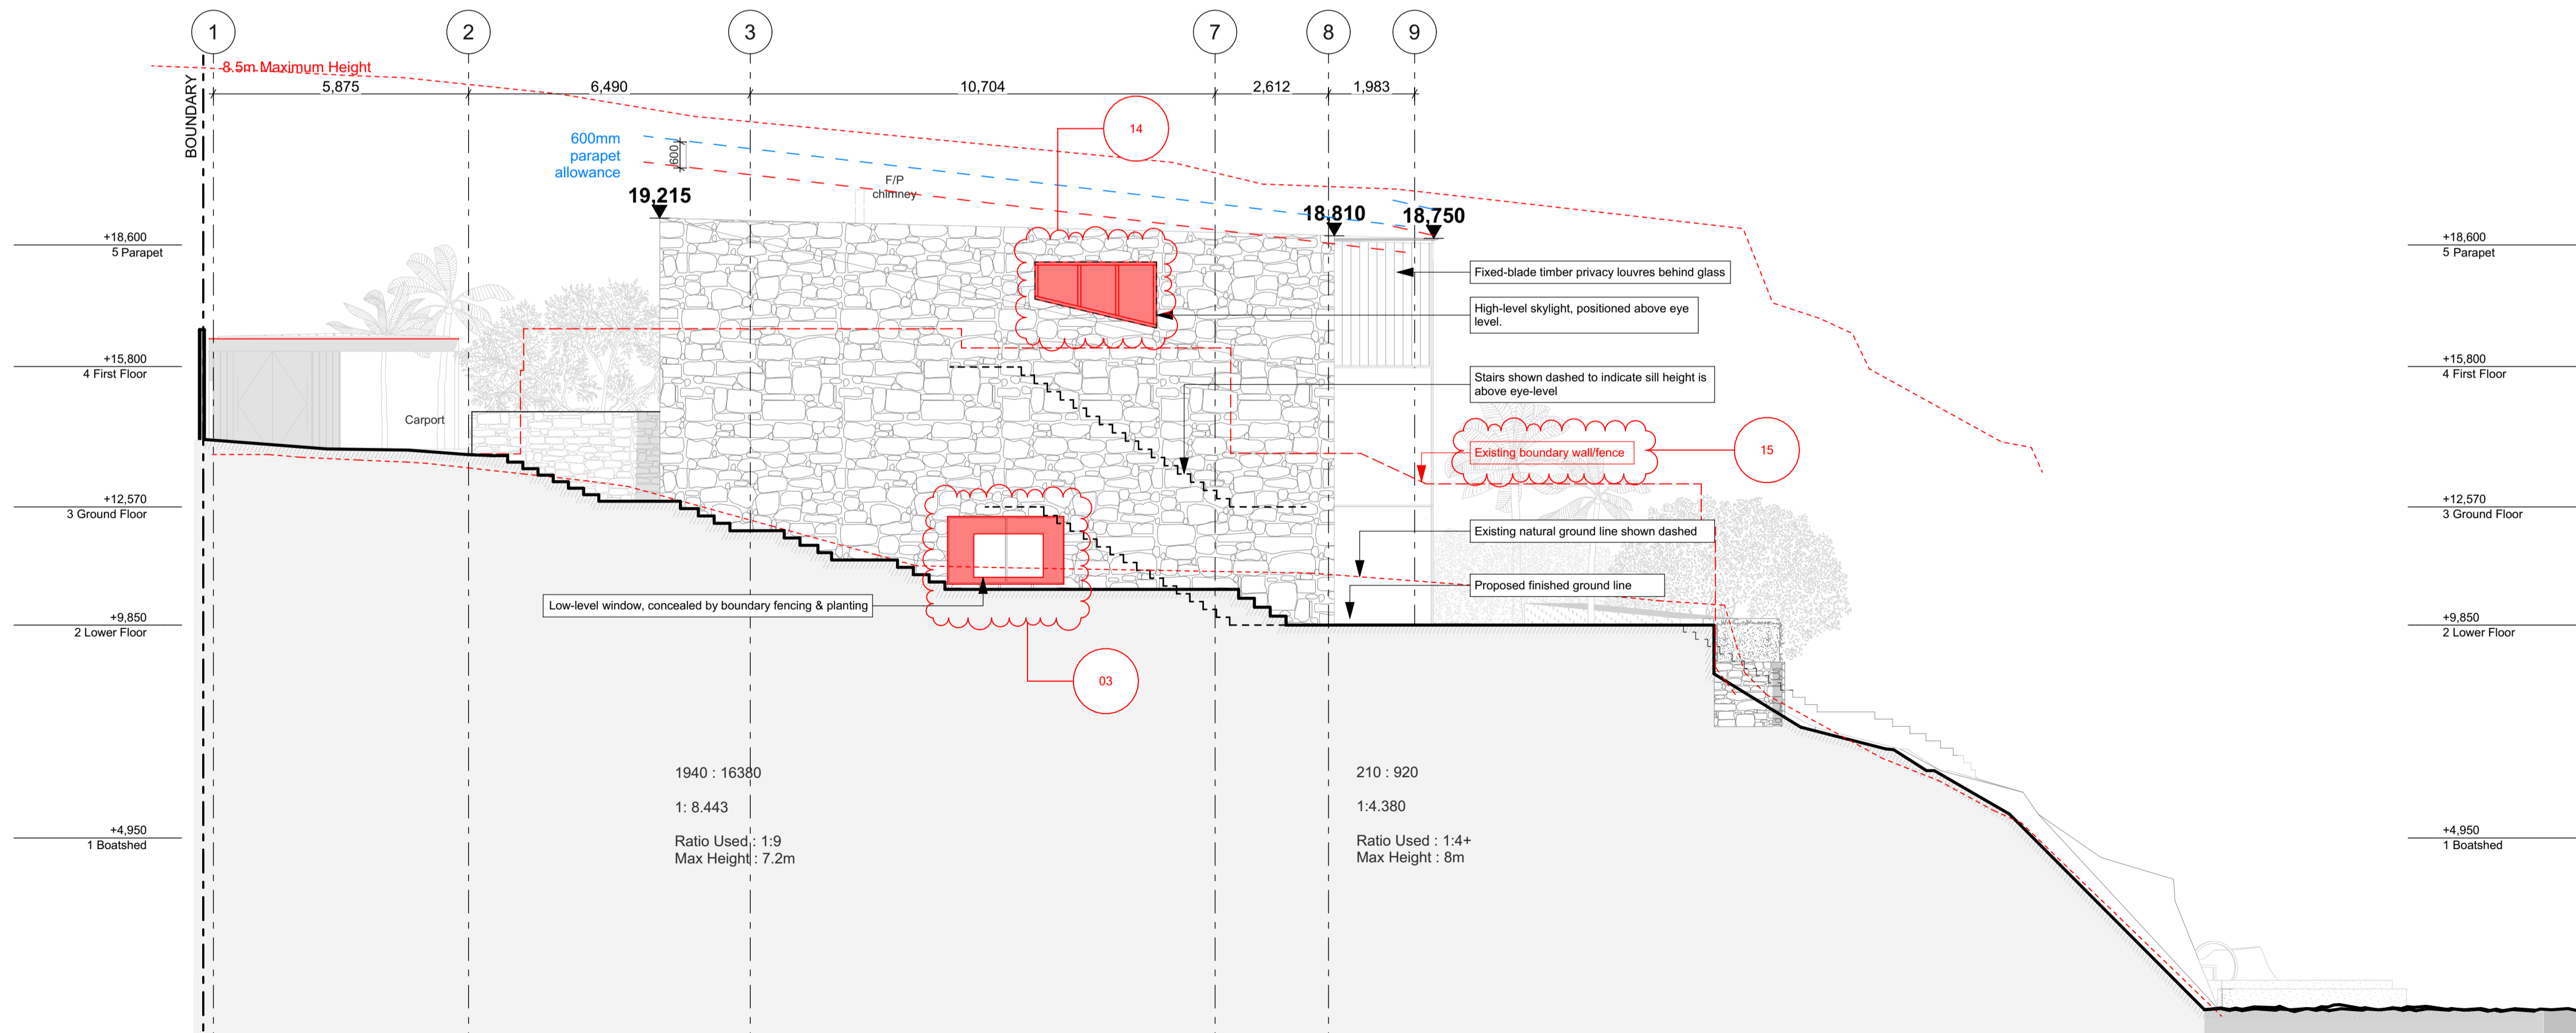 1
2
3
7
8
9
8.5m Maximum Height
BOUNDARY
5,875
6,490
10,704
2,612
1,983
600mm
parapet
allowance
600
14
F/P
chimney
19,215
18,810
18,750
+18,600
5 Parapet
+18,600
5 Parapet
Fixed-blade timber privacy louvres behind glass
High-level skylight, positioned above eye
level.
+15,800
4 First Floor
+15,800
4 First Floor
Stairs shown dashed to indicate sill height is
above eye-level
Carport
Existing boundary wall/fence
15
+12,570
3 Ground Floor
+12,570
3 Ground Floor
Existing natural ground line shown dashed
Proposed finished ground line
Low-level window, concealed by boundary fencing & planting
+9,850
2 Lower Floor
+9,850
2 Lower Floor
03
1940 : 16380
1: 8.443
Ratio Used : 1:9
Max Height : 7.2m
210 : 920
1:4.380
Ratio Used : 1:4+
Max Height : 8m
+4,950
1 Boatshed
+4,950
1 Boatshed